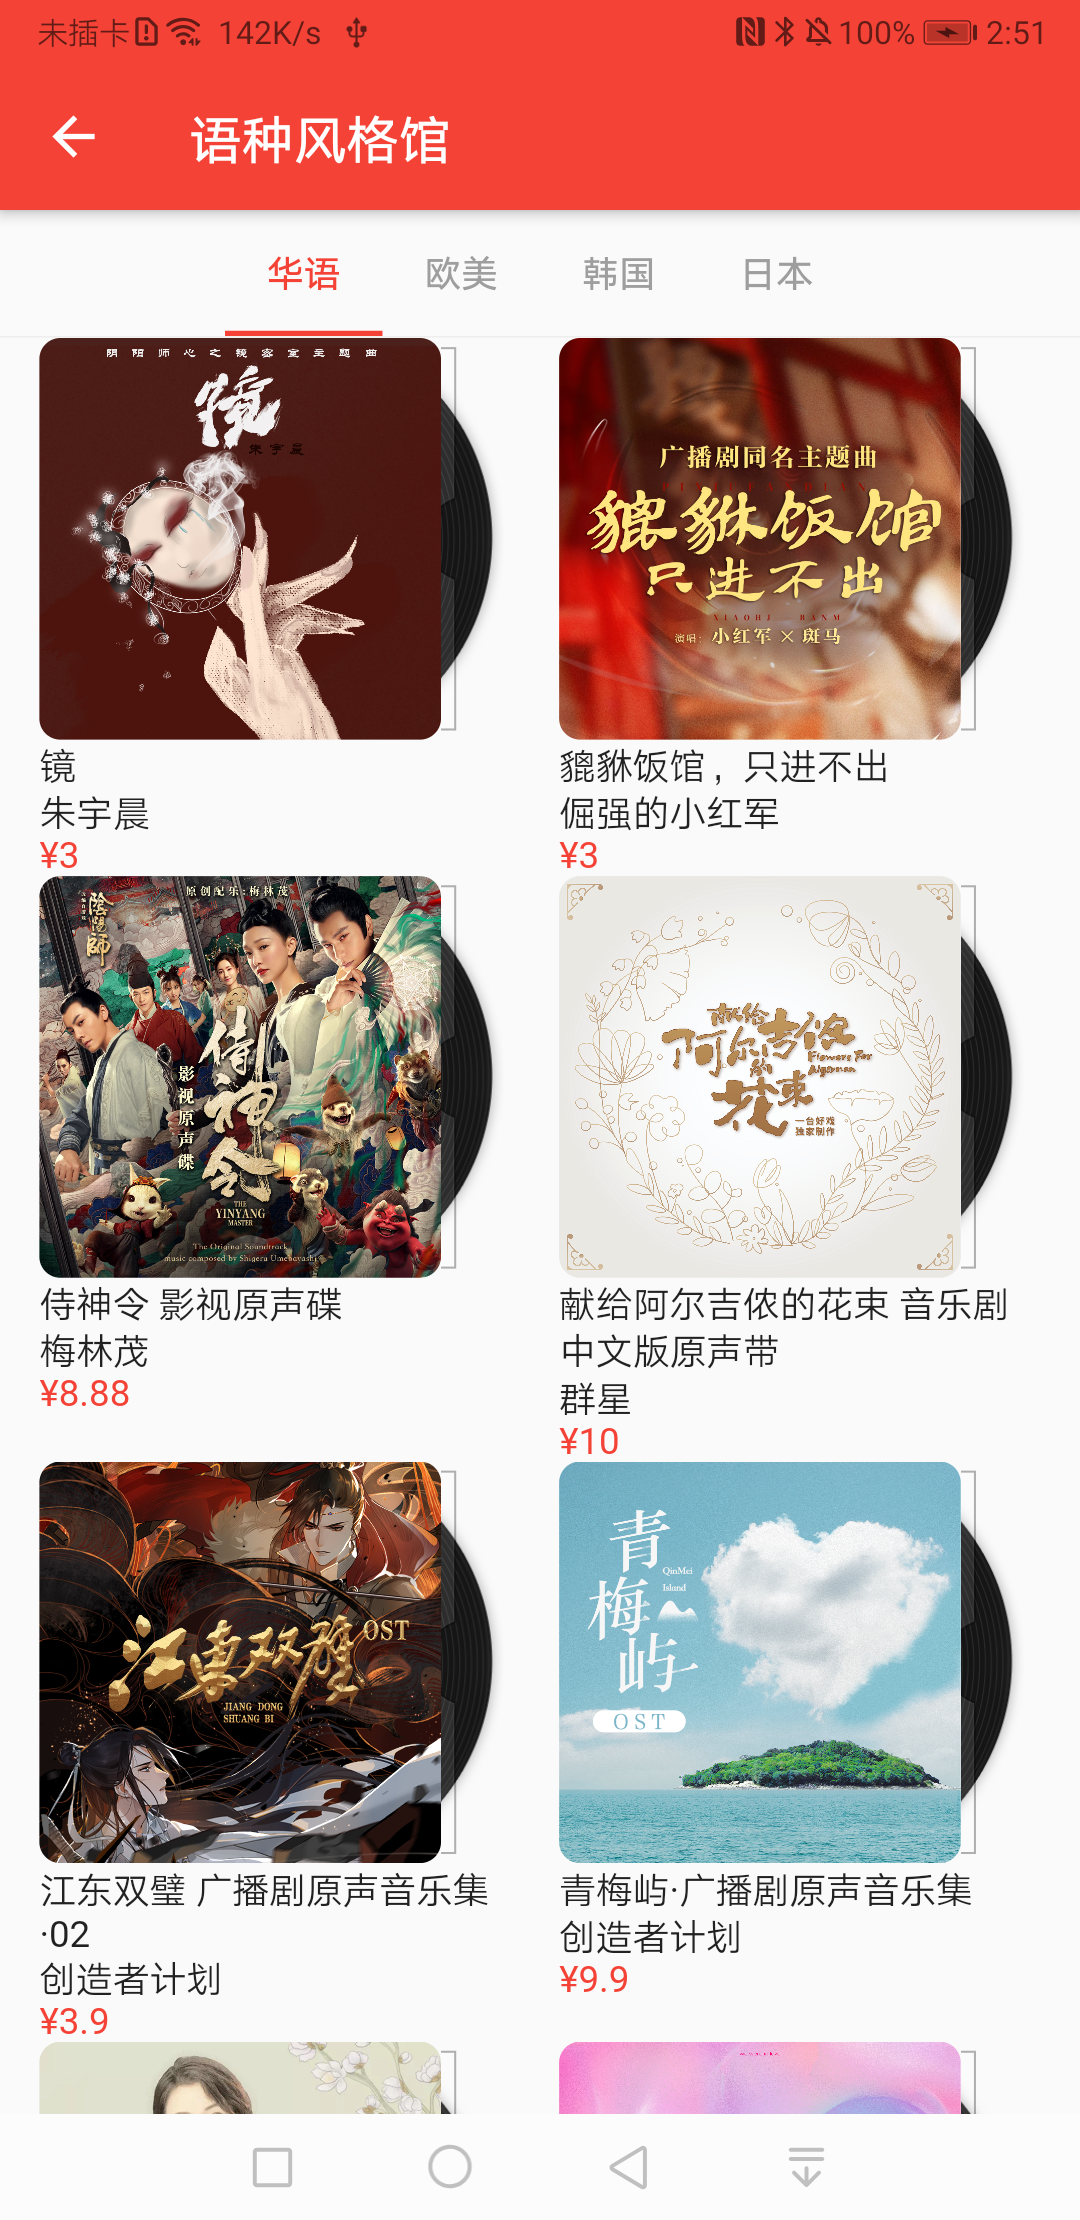 未插卡 142K/s 100% 2:51
语种风格馆
华语 欧美 韩国 日本
阴阳师心之镜密室主题曲
镜
朱宇晨
广播剧同名主题曲
貔貅饭馆
只进不出
演唱: 小红军 × 斑马
镜
朱宇晨
¥3
貔貅饭馆，只进不出
倔强的小红军
¥3
原创配乐:梅林茂
陰陽師
侍神令
影视原声碟
THE
YINYANG
MASTER
The Original Soundtrack
music composed by Shigeru Umebayashi
献给
阿尔吉侬
的
花束
Flowers For
Algernon
一台好戏
独家制作
侍神令 影视原声碟
梅林茂
¥8.88
献给阿尔吉侬的花束 音乐剧
中文版原声带
群星
¥10
江東双璧 OST
JIANG DONG
SHUANG BI
青梅屿
QinMei
Island
OST
江东双璧 广播剧原声音乐集
·02
创造者计划
¥3.9
青梅屿·广播剧原声音乐集
创造者计划
¥9.9